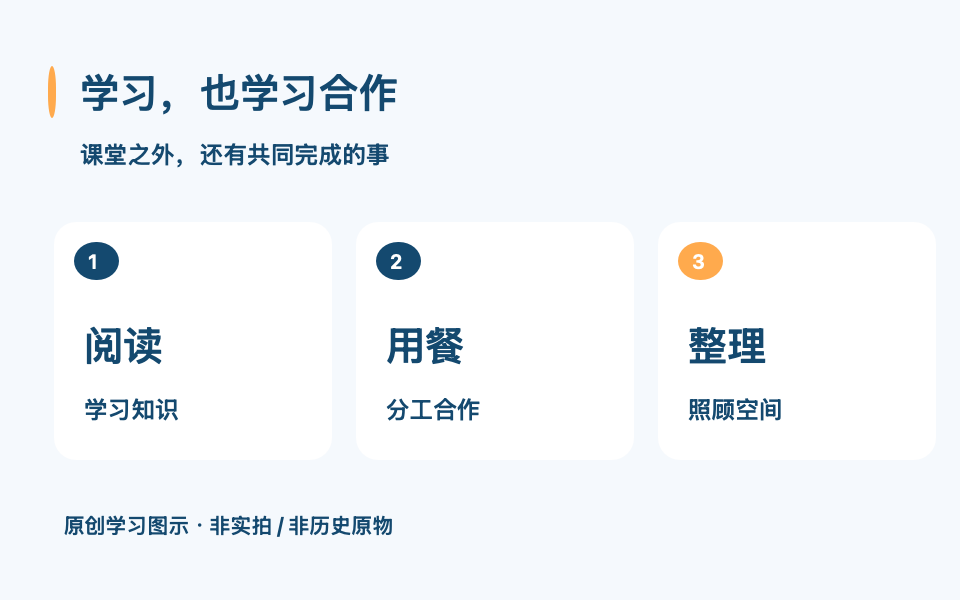 学习，也学习合作
课堂之外，还有共同完成的事
1
阅读
学习知识
2
用餐
分工合作
3
整理
照顾空间
原创学习图示 · 非实拍 / 非历史原物